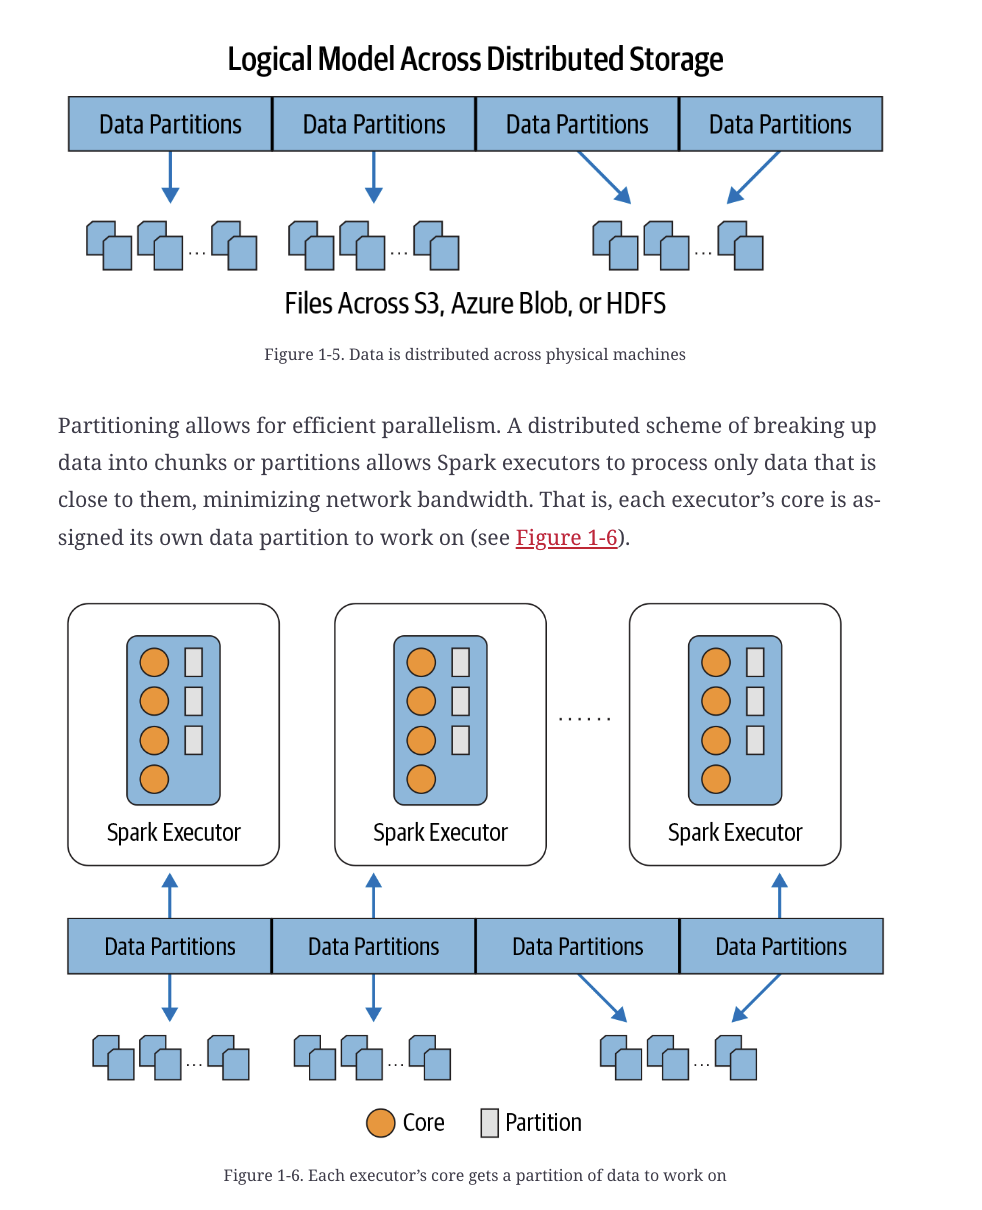 Logical Model Across Distributed Storage
Data Partitions Data Partitions Data Partitions Data Partitions
... ... ...
Files Across S3, Azure Blob, or HDFS
Figure 1-5. Data is distributed across physical machines
Partitioning allows for efficient parallelism. A distributed scheme of breaking up
data into chunks or partitions allows Spark executors to process only data that is
close to them, minimizing network bandwidth. That is, each executor’s core is as-
signed its own data partition to work on (see Figure 1-6).
......
Spark Executor Spark Executor Spark Executor
Data Partitions Data Partitions Data Partitions Data Partitions
... ... ...
Core Partition
Figure 1-6. Each executor’s core gets a partition of data to work on